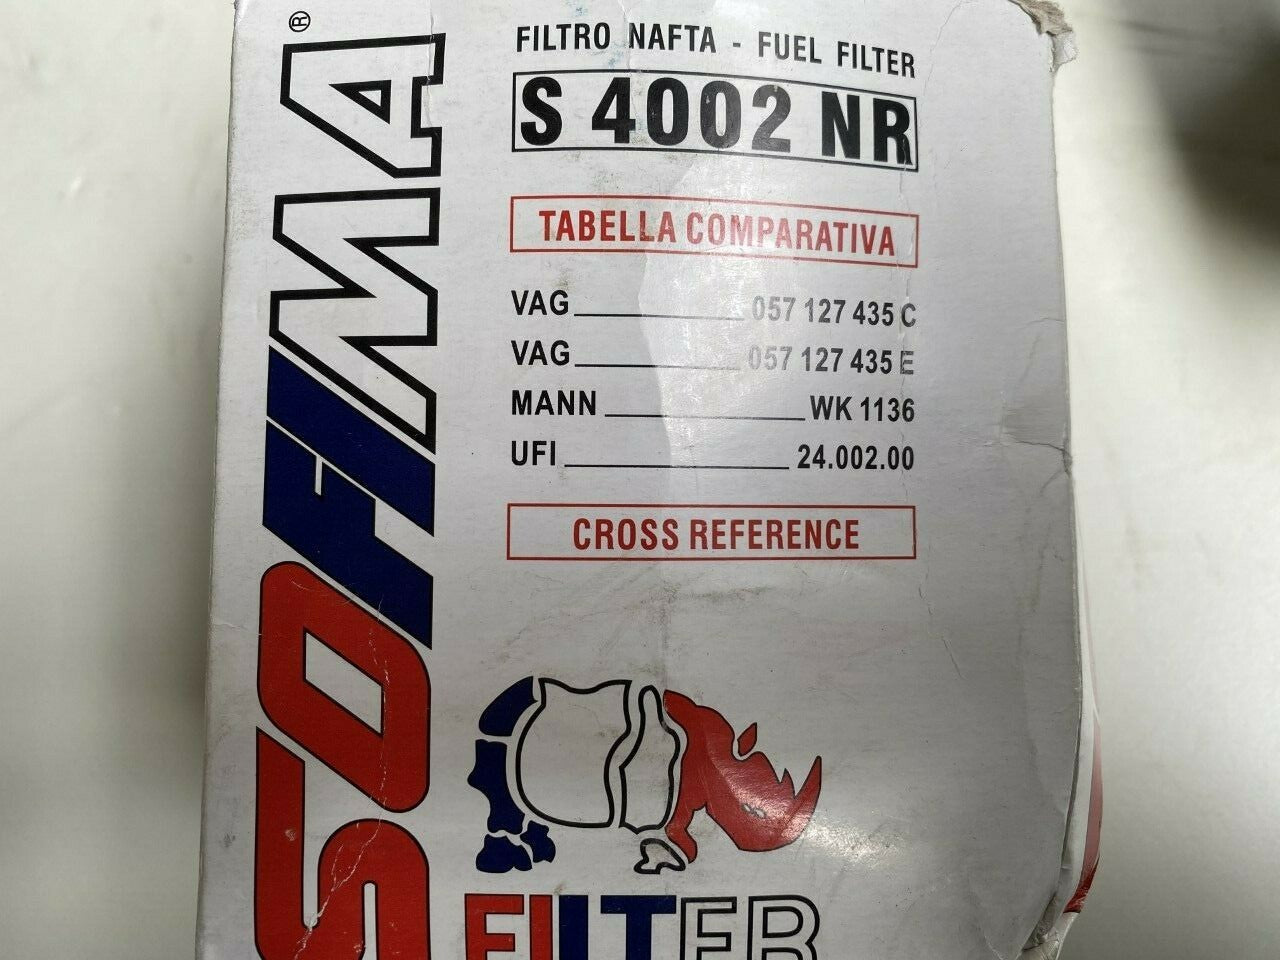 SOFIMA®
FILTRO NAFTA - FUEL FILTER
S 4002 NR
TABELLA COMPARATIVA
VAG 057 127 435 C
VAG 057 127 435 E
MANN WK 1136
UFI 24.002.00
CROSS REFERENCE
FILTER